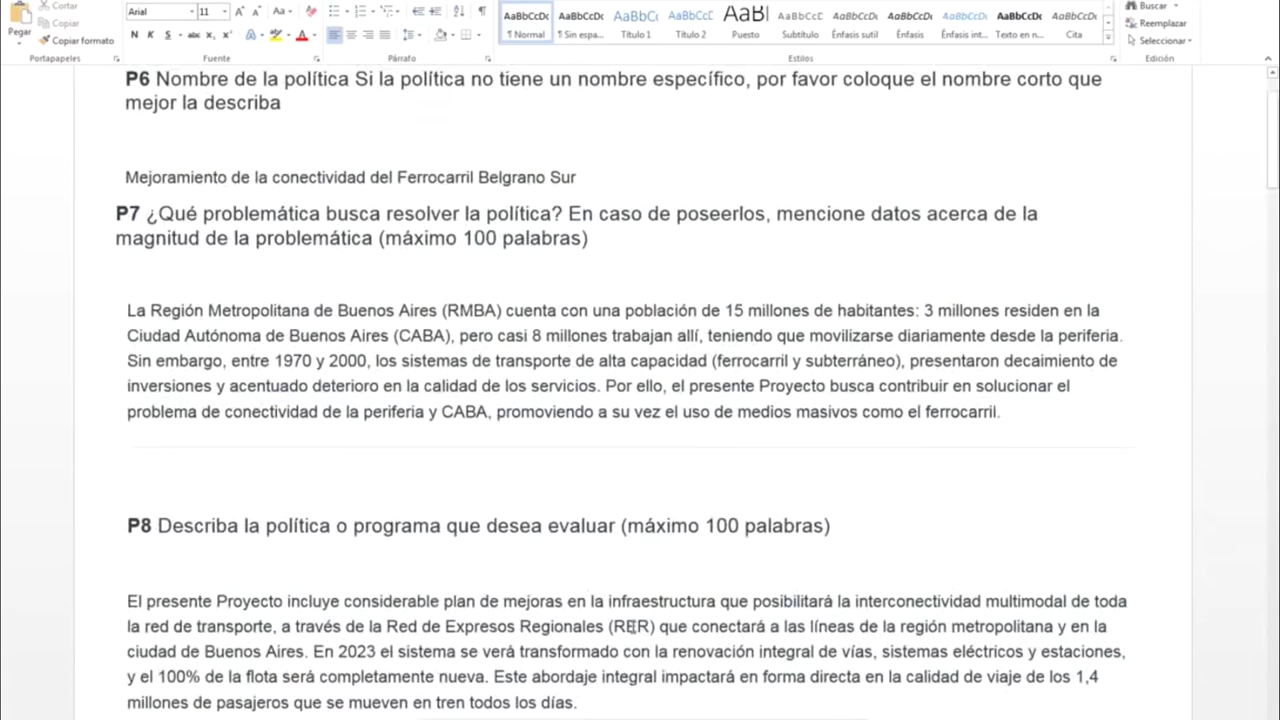 Cortar
Copiar
Pegar
Copiar formato
Portapapeles
Arial
11
Aa
N K S abc x, x'
A
Fuente
Párrafo
AaBbCcDc
¶ Normal
AaBbCcDc
¶ Sin espa...
AaBbCc
Título 1
AaBbCcD
Título 2
AaB
Puesto
AaBbCcD
Subtítulo
AaBbCcDc
Énfasis sutil
AaBbCcDc
Énfasis
AaBbCcDc
Énfasis int...
AaBbCcDc
Texto en n...
AaBbCcDc
Cita
Estilos
Buscar
Reemplazar
Seleccionar
Edición
P6 Nombre de la política Si la política no tiene un nombre específico, por favor coloque el nombre corto que
mejor la describa
Mejoramiento de la conectividad del Ferrocarril Belgrano Sur
P7 ¿Qué problemática busca resolver la política? En caso de poseerlos, mencione datos acerca de la
magnitud de la problemática (máximo 100 palabras)
La Región Metropolitana de Buenos Aires (RMBA) cuenta con una población de 15 millones de habitantes: 3 millones residen en la
Ciudad Autónoma de Buenos Aires (CABA), pero casi 8 millones trabajan allí, teniendo que movilizarse diariamente desde la periferia.
Sin embargo, entre 1970 y 2000, los sistemas de transporte de alta capacidad (ferrocarril y subterráneo), presentaron decaimiento de
inversiones y acentuado deterioro en la calidad de los servicios. Por ello, el presente Proyecto busca contribuir en solucionar el
problema de conectividad de la periferia y CABA, promoviendo a su vez el uso de medios masivos como el ferrocarril.
P8 Describa la política o programa que desea evaluar (máximo 100 palabras)
El presente Proyecto incluye considerable plan de mejoras en la infraestructura que posibilitará la interconectividad multimodal de toda
la red de transporte, a través de la Red de Expresos Regionales (RER) que conectará a las líneas de la región metropolitana y en la
ciudad de Buenos Aires. En 2023 el sistema se verá transformado con la renovación integral de vías, sistemas eléctricos y estaciones,
y el 100% de la flota será completamente nueva. Este abordaje integral impactará en forma directa en la calidad de viaje de los 1,4
millones de pasajeros que se mueven en tren todos los días.